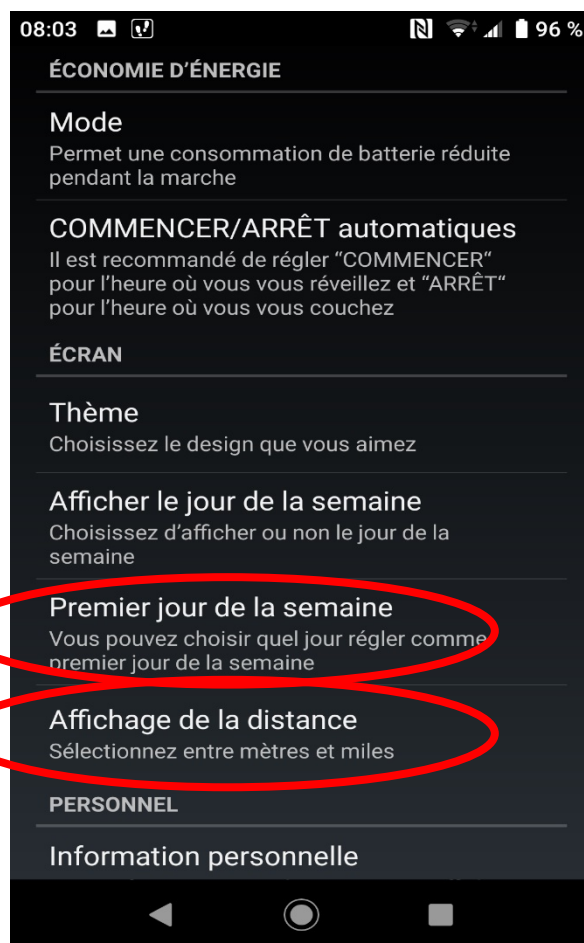 08:03 96 %
ÉCONOMIE D’ÉNERGIE
Mode
Permet une consommation de batterie réduite
pendant la marche
COMMENCER/ARRÊT automatiques
Il est recommandé de régler “COMMENCER“
pour l’heure où vous vous réveillez et “ARRÊT“
pour l’heure où vous vous couchez
ÉCRAN
Thème
Choisissez le design que vous aimez
Afficher le jour de la semaine
Choisissez d’afficher ou non le jour de la
semaine
Premier jour de la semaine
Vous pouvez choisir quel jour régler comme
premier jour de la semaine
Affichage de la distance
Sélectionnez entre mètres et miles
PERSONNEL
Information personnelle